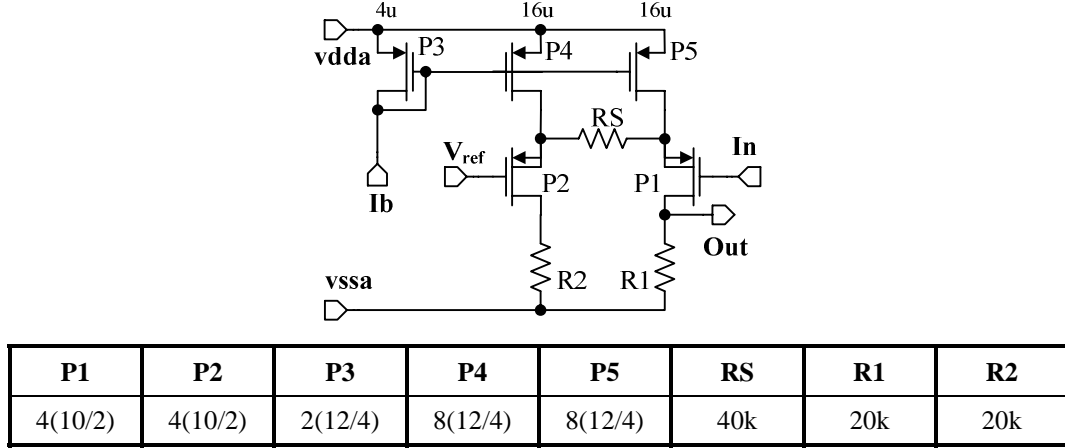 4u 16u 16u
vdda P3 P4 P5
RS
Vref In
P2 P1
Ib
Out
vssa R2 R1
P1 P2 P3 P4 P5 RS R1 R2
4(10/2) 4(10/2) 2(12/4) 8(12/4) 8(12/4) 40k 20k 20k